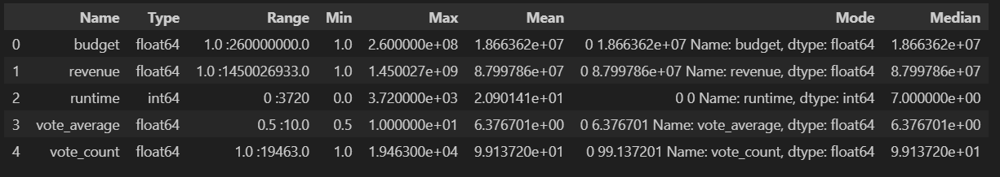 Name Type Range Min Max Mean Mode Median
0 budget float64 1.0 :260000000.0 1.0 2.600000e+08 1.866362e+07 0 1.866362e+07 Name: budget, dtype: float64 1.866362e+07
1 revenue float64 1.0 :1450026933.0 1.0 1.450027e+09 8.799786e+07 0 8.799786e+07 Name: revenue, dtype: float64 8.799786e+07
2 runtime int64 0 :3720 0.0 3.720000e+03 2.090141e+01 0 0 Name: runtime, dtype: int64 7.000000e+00
3 vote_average float64 0.5 :10.0 0.5 1.000000e+01 6.376701e+00 0 6.376701 Name: vote_average, dtype: float64 6.376701e+00
4 vote_count float64 1.0 :19463.0 1.0 1.946300e+04 9.913720e+01 0 99.137201 Name: vote_count, dtype: float64 9.913720e+01